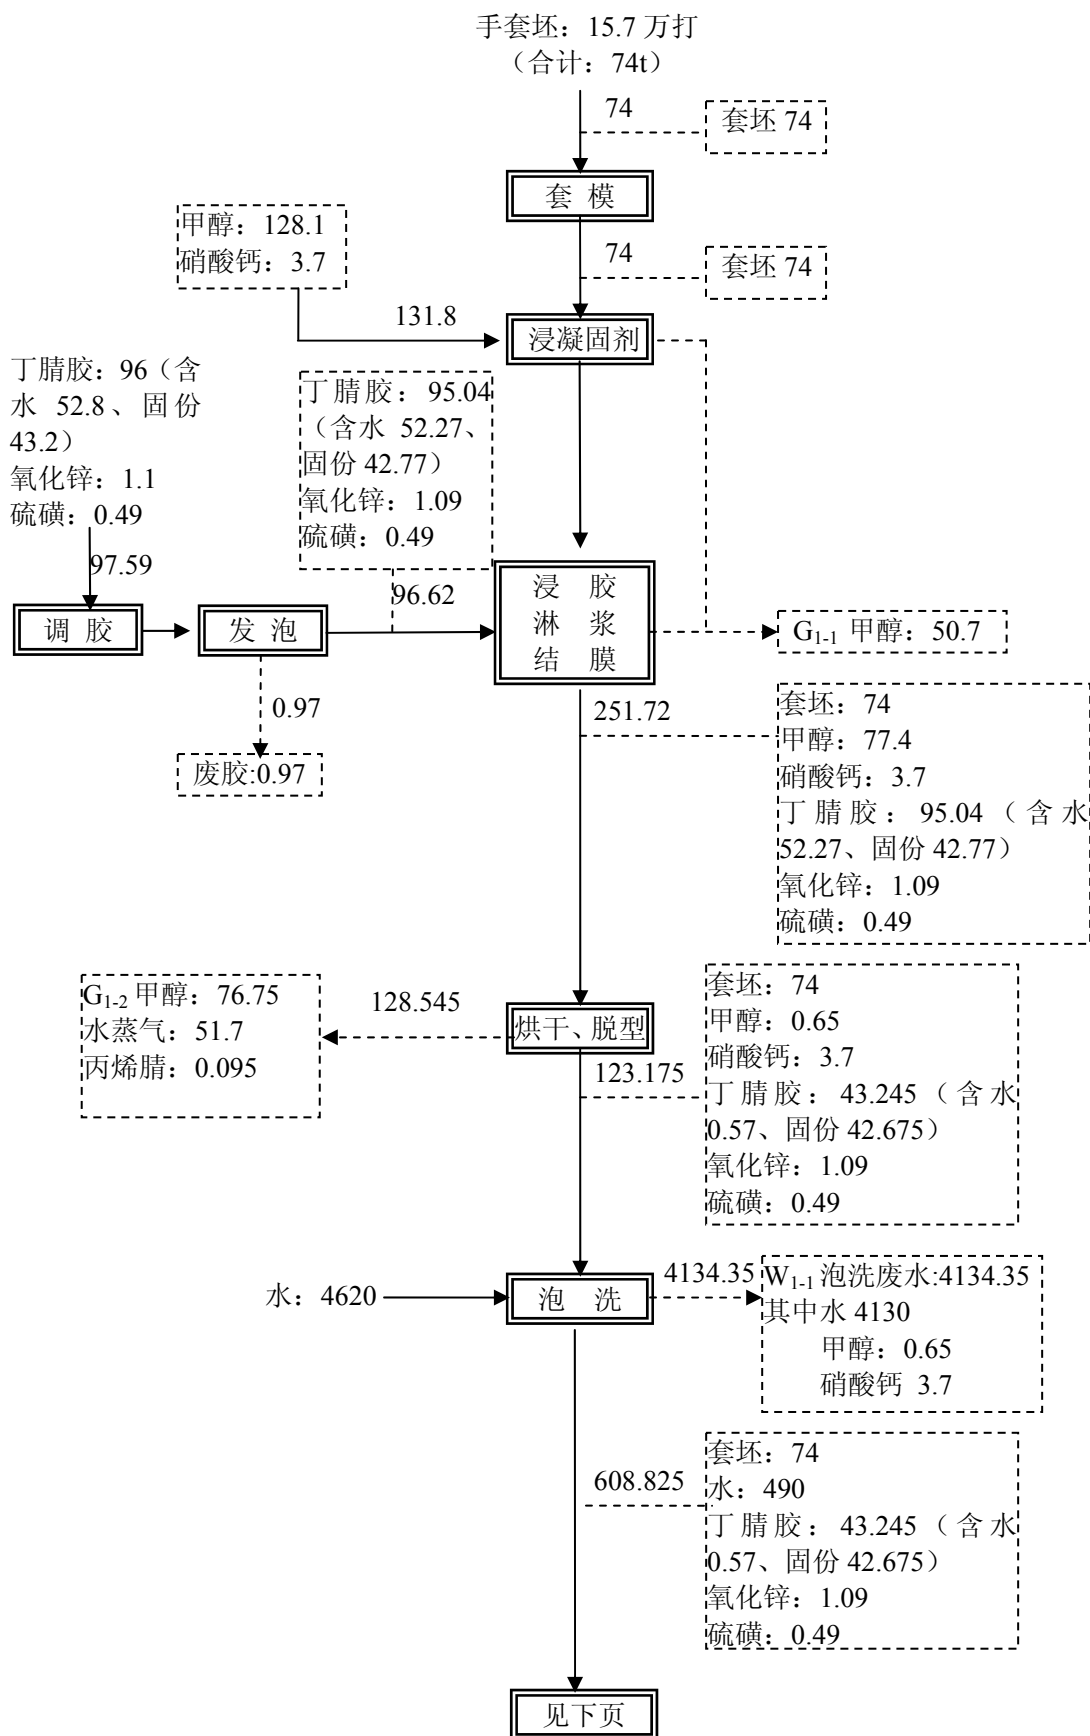 手套坯：15.7 万打
（合计：74t）
74
套坯 74
套 模
甲醇：128.1
硝酸钙：3.7
74
套坯 74
131.8
浸凝固剂
丁腈胶：96（含
水 52.8、固份
43.2）
氧化锌：1.1
硫磺：0.49
97.59
丁腈胶：95.04
（含水 52.27、
固份 42.77）
氧化锌：1.09
硫磺：0.49
96.62
调 胶
发 泡
浸 胶
淋 浆
结 膜
G1-1 甲醇：50.7
0.97
废胶:0.97
251.72
套坯：74
甲醇：77.4
硝酸钙：3.7
丁腈胶：95.04（含水
52.27、固份 42.77）
氧化锌：1.09
硫磺：0.49
G1-2 甲醇：76.75
水蒸气：51.7
丙烯腈：0.095
128.545
烘干、脱型
123.175
套坯：74
甲醇：0.65
硝酸钙：3.7
丁腈胶：43.245（含水
0.57、固份 42.675）
氧化锌：1.09
硫磺：0.49
水：4620
泡 洗
4134.35
W1-1 泡洗废水:4134.35
其中水 4130
甲醇：0.65
硝酸钙 3.7
608.825
套坯：74
水：490
丁腈胶：43.245（含水
0.57、固份 42.675）
氧化锌：1.09
硫磺：0.49
见下页